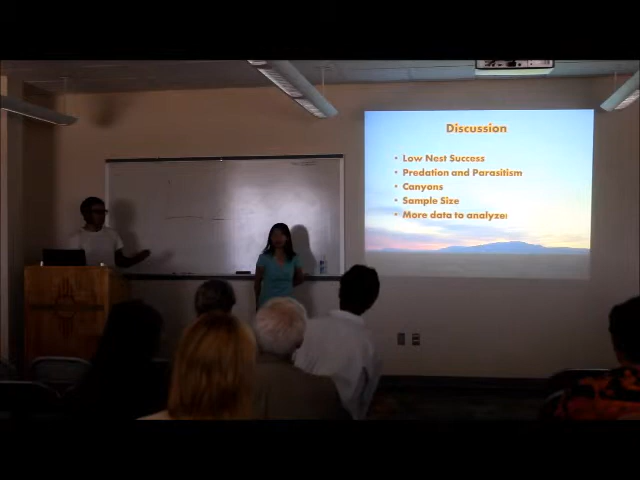 Discussion
• Low Nest Success
• Predation and Parasitism
• Canyons
• Sample Size
• More data to analyze!